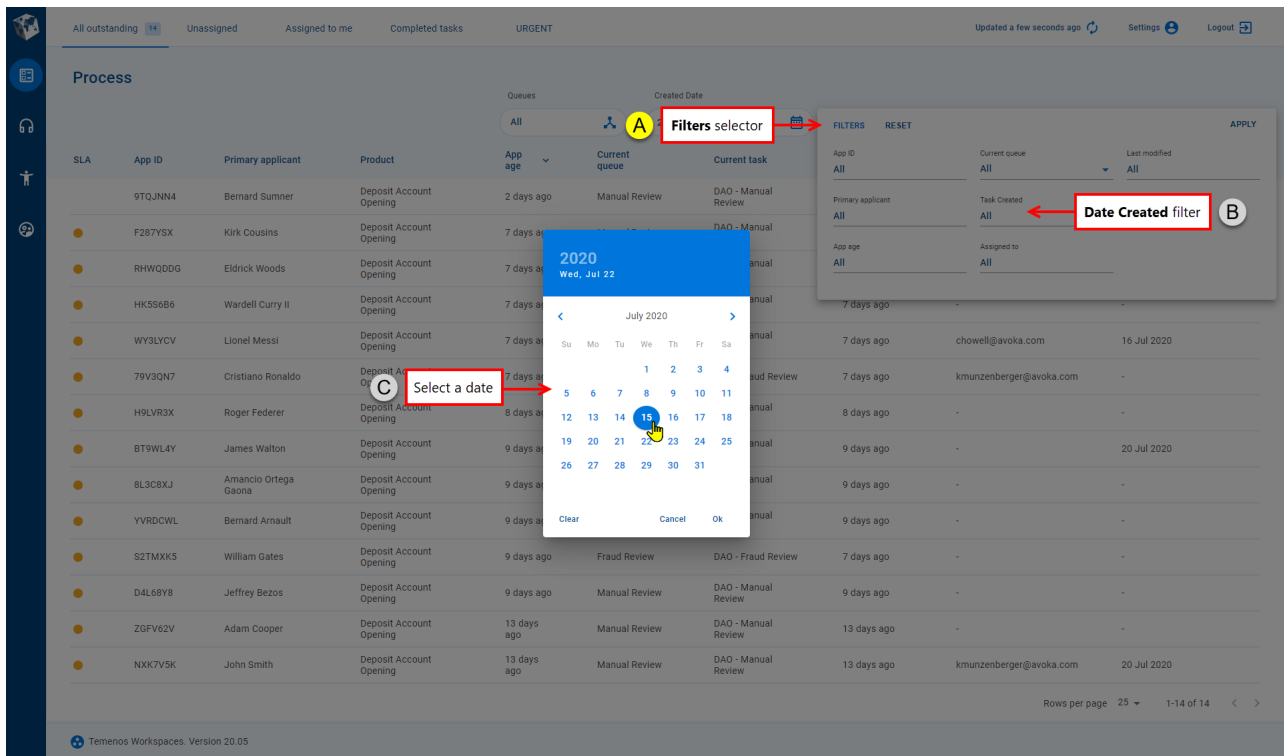 All outstanding 14 Unassigned Assigned to me Completed tasks URGENT Updated a few seconds ago Settings Logout
Process
Queues Created Date
All
A Filters selector
FILTERS RESET APPLY
App ID Current queue Last modified
All All All
Primary applicant Task Created
All All
Date Created filter B
App age Assigned to
All All
SLA App ID Primary applicant Product App age Current queue Current task
9TQJNN4 Bernard Sumner Deposit Account Opening 2 days ago Manual Review DAO - Manual Review
F287YSX Kirk Cousins Deposit Account Opening 7 days DAO - Manual
RHWQDDG Eldrick Woods Deposit Account Opening 7 days
HK5S6B6 Wardell Curry II Deposit Account Opening 7 days 7 days ago - -
WY3LYCV Lionel Messi Deposit Account Opening 7 days 7 days ago chowell@avoka.com 16 Jul 2020
79V3QN7 Cristiano Ronaldo Deposit 7 days Review 7 days ago kmunzenberger@avoka.com -
H9LVR3X Roger Federer Deposit Account Opening 8 days 8 days ago - -
BT9WL4Y James Walton Deposit Account Opening 9 days 9 days ago - 20 Jul 2020
8L3C8XJ Amancio Ortega Gaona Deposit Account Opening 9 days 9 days ago - -
YVRDCWL Bernard Arnault Deposit Account Opening 9 days 9 days ago - -
S2TMXK5 William Gates Deposit Account Opening 9 days ago Fraud Review DAO - Fraud Review 7 days ago - -
D4L68Y8 Jeffrey Bezos Deposit Account Opening 9 days ago Manual Review DAO - Manual Review 9 days ago - -
ZGFV62V Adam Cooper Deposit Account Opening 13 days ago Manual Review DAO - Manual Review 13 days ago - -
NXK7V5K John Smith Deposit Account Opening 13 days ago Manual Review DAO - Manual Review 13 days ago kmunzenberger@avoka.com 20 Jul 2020
2020
Wed, Jul 22
July 2020
Su Mo Tu We Th Fr Sa
1 2 3 4
C Select a date
5 6 7 8 9 10 11
12 13 14 15 16 17 18
19 20 21 22 23 24 25
26 27 28 29 30 31
Clear Cancel Ok
Rows per page 25 1-14 of 14
Temenos Workspaces. Version 20.05